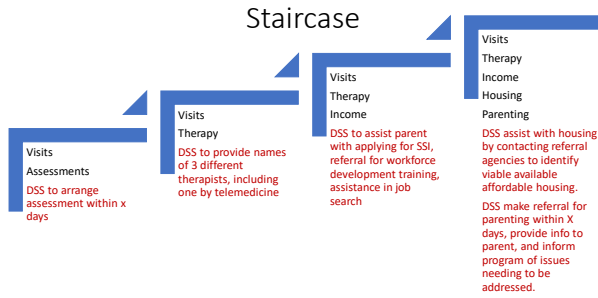 Staircase
Visits
Assessments
DSS to arrange
assessment within x
days
Visits
Therapy
DSS to provide names
of 3 different
therapists, including
one by telemedicine
Visits
Therapy
Income
DSS to assist parent
with applying for SSI,
referral for workforce
development training,
assistance in job
search
Visits
Therapy
Income
Housing
Parenting
DSS assist with housing
by contacting referral
agencies to identify
viable available
affordable housing.
DSS make referral for
parenting within X
days, provide info to
parent, and inform
program of issues
needing to be
addressed.